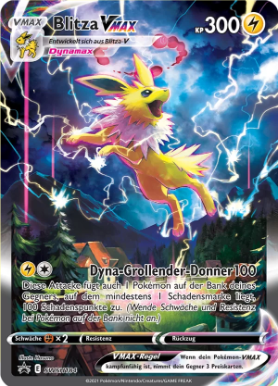 VMAX Blitza VMAX KP 300
Entwickelt sich aus Blitza-V
Dynamax
Dyna-Grollender-Donner 100
Diese Attacke fügt auch 1 Pokémon auf der Bank deines
Gegners, auf dem mindestens 1 Schadensmarke liegt,
100 Schadenspunkte zu. (Wende Schwäche und Resistenz
bei Pokémon auf der Bank nicht an.)
Schwäche ×2 Resistenz Rückzug
VMAX-Regel Wenn dein Pokémon-VMAX
kampfunfähig ist, nimmt dein Gegner 3 Preiskarten.
©2021 Pokémon/Nintendo/Creatures/GAME FREAK